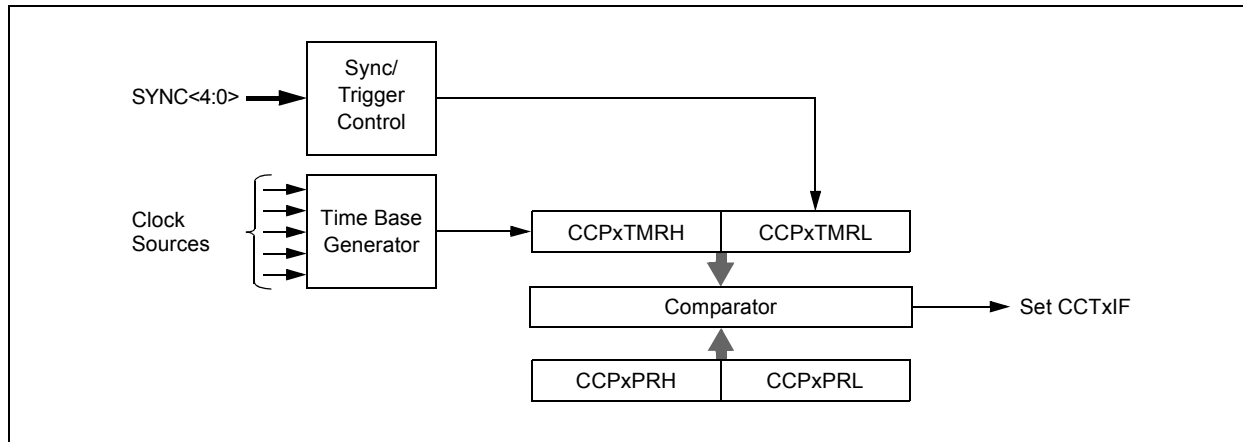 Sync/
Trigger
Control
SYNC<4:0>
Clock
Sources
Time Base
Generator
CCPxTMRH
CCPxTMRL
Comparator
Set CCTxIF
CCPxPRH
CCPxPRL